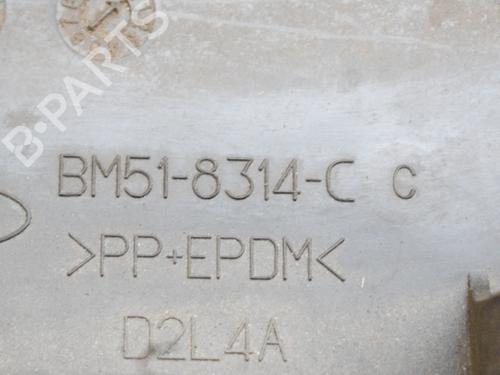 B-PARTS
BM51-8314-C C
>PP+EPDM<
D2L4A